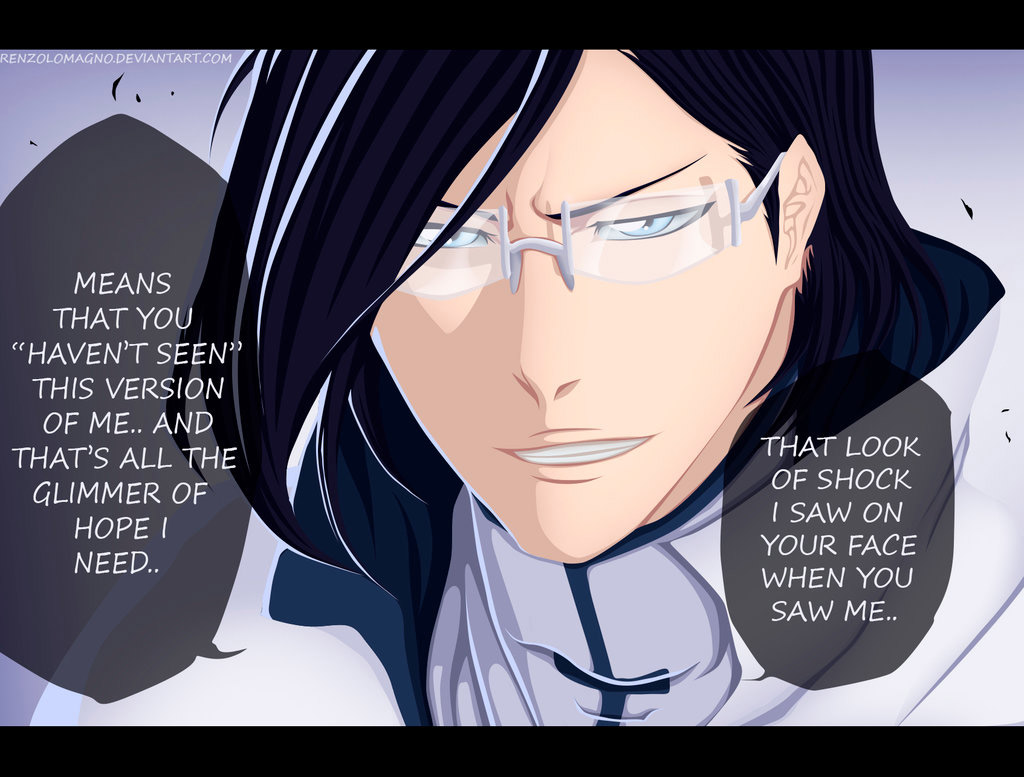 RENZOLOMAGNO.DEVIANTART.COM
THAT LOOK
OF SHOCK
I SAW ON
YOUR FACE
WHEN YOU
SAW ME..
MEANS
THAT YOU
“HAVEN’T SEEN”
THIS VERSION
OF ME.. AND
THAT’S ALL THE
GLIMMER OF
HOPE I
NEED..